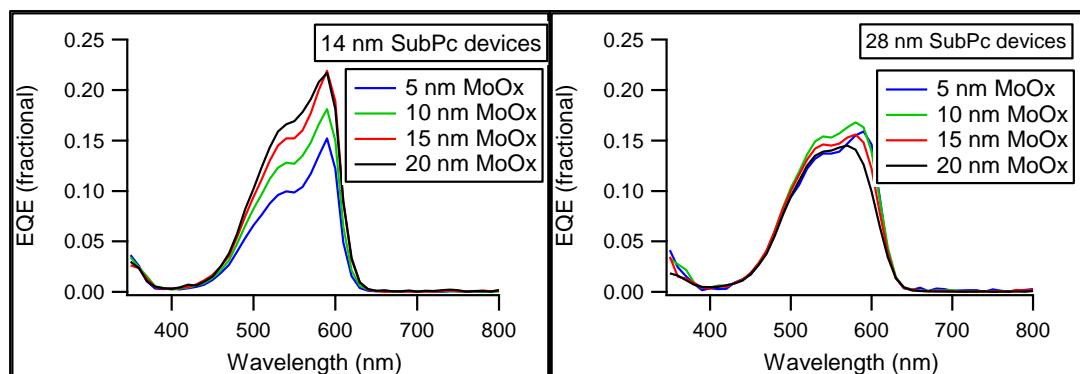 0.25
0.20
0.15
0.10
0.05
0.00
EQE (fractional)
14 nm SubPc devices
5 nm MoOx
10 nm MoOx
15 nm MoOx
20 nm MoOx
400
500
600
700
800
Wavelength (nm)
0.25
0.20
0.15
0.10
0.05
0.00
EQE (fractional)
28 nm SubPc devices
5 nm MoOx
10 nm MoOx
15 nm MoOx
20 nm MoOx
400
500
600
700
800
Wavelength (nm)